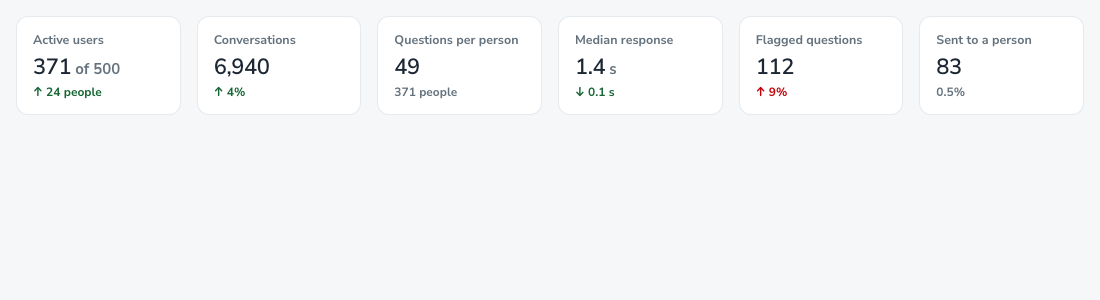 Active users
371 of 500
↑ 24 people
Conversations
6,940
↑ 4%
Questions per person
49
371 people
Median response
1.4 s
↓ 0.1 s
Flagged questions
112
↑ 9%
Sent to a person
83
0.5%